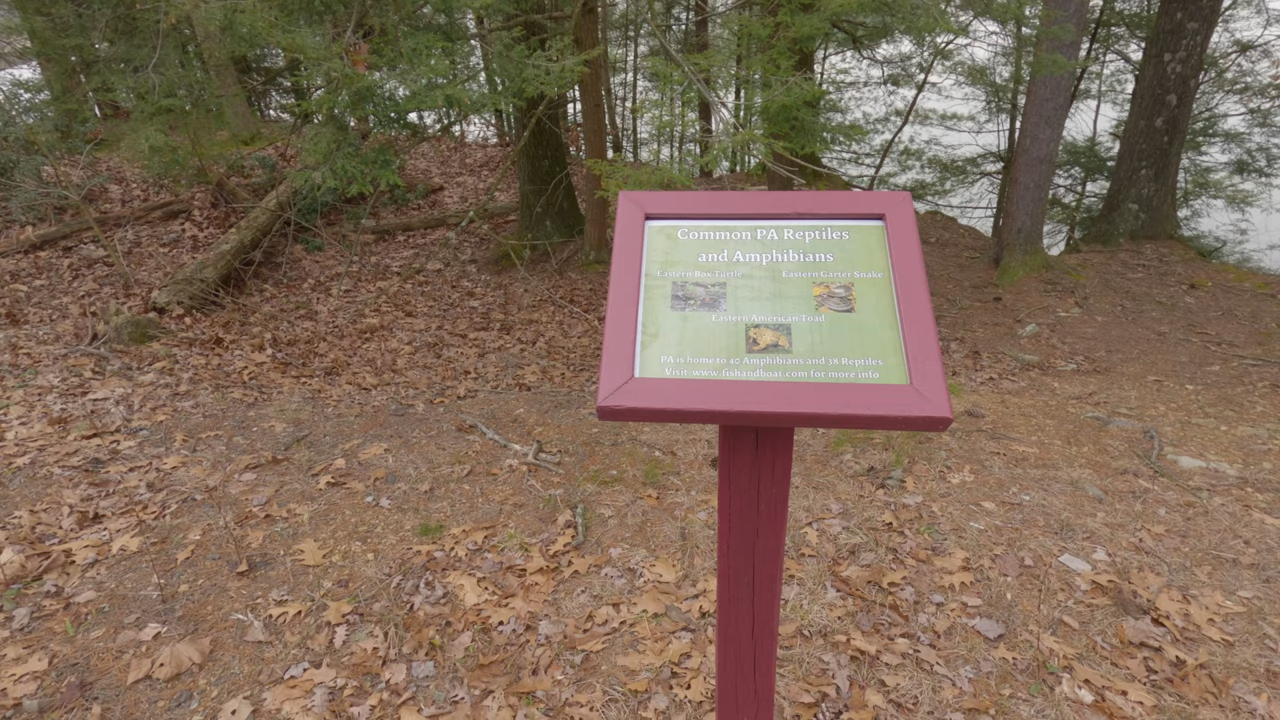 Common PA Reptiles
and Amphibians
Eastern Box Turtle
Eastern Garter Snake
Eastern American Toad
PA is home to 40 Amphibians and 38 Reptiles
Visit www.fishandboat.com for more info